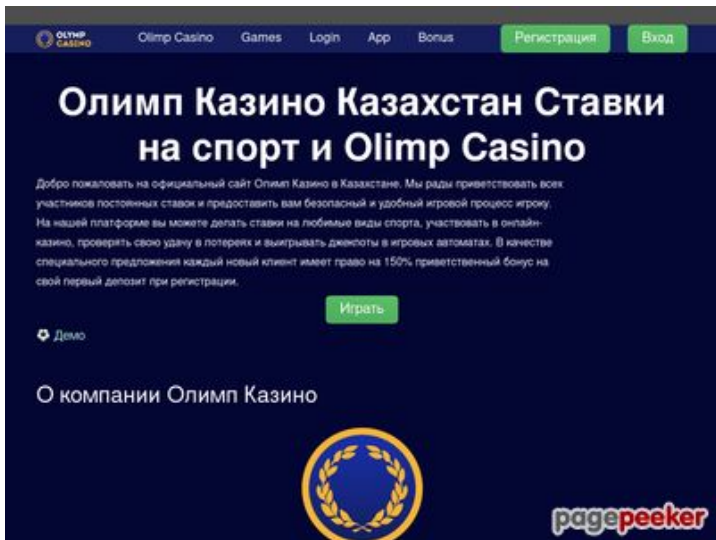 OLYMP
CASINO
Olimp Casino Games Login App Bonus Регистрация Вход
Олимп Казино Казахстан Ставки
на спорт и Olimp Casino
Добро пожаловать на официальный сайт Олимп Казино в Казахстане. Мы рады приветствовать всех
участников постоянных ставок и предоставить вам безопасный и удобный игровой процесс игроку.
На нашей платформе вы можете делать ставки на любимые виды спорта, участвовать в онлайн-
казино, проверять свою удачу в лотереях и выигрывать джекпоты в игровых автоматах. В качестве
специального предложения каждый новый клиент имеет право на 150% приветственный бонус на
свой первый депозит при регистрации.
Играть
Демо
О компании Олимп Казино
pagepeeker